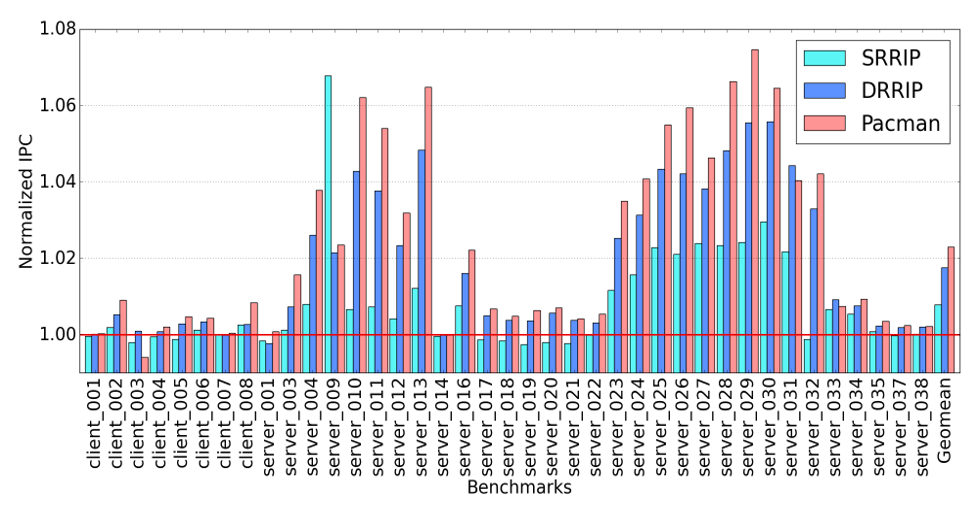 1.08
1.06
1.04
1.02
1.00
Normalized IPC
SRRIP
DRRIP
Pacman
client_001
client_002
client_003
client_004
client_005
client_006
client_007
client_008
server_001
server_003
server_004
server_009
server_010
server_011
server_012
server_013
server_014
server_016
server_017
server_018
server_019
server_020
server_021
server_022
server_023
server_024
server_025
server_026
server_027
server_028
server_029
server_030
server_031
server_032
server_033
server_034
server_035
server_037
server_038
Geomean
Benchmarks